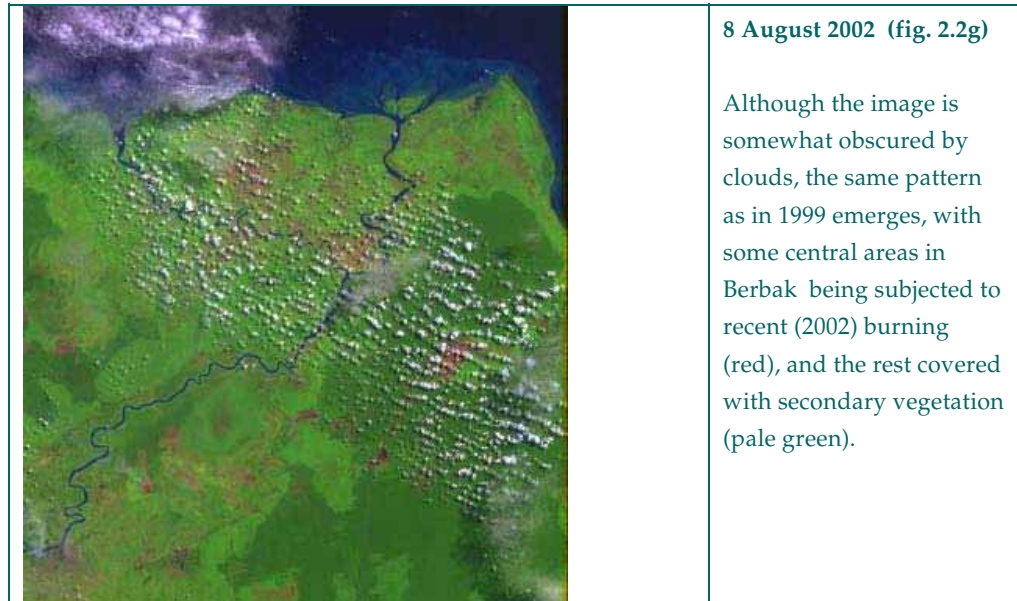 8 August 2002 (fig. 2.2g)
Although the image is
somewhat obscured by
clouds, the same pattern
as in 1999 emerges, with
some central areas in
Berbak being subjected to
recent (2002) burning
(red), and the rest covered
with secondary vegetation
(pale green).